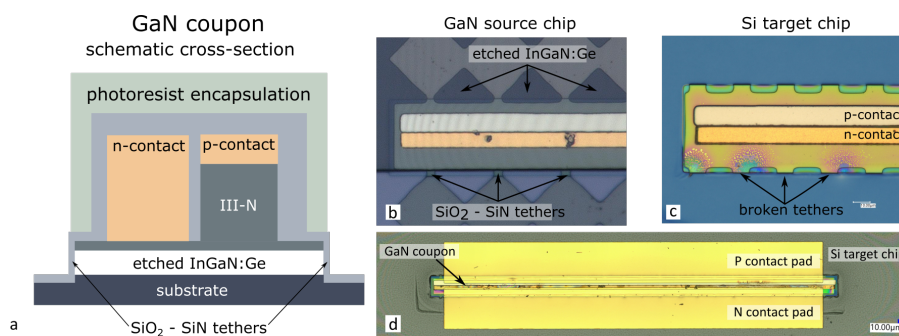 GaN coupon
schematic cross-section
photoresist encapsulation
n-contact
p-contact
III-N
etched InGaN:Ge
substrate
a
SiO2 - SiN tethers
GaN source chip
etched InGaN:Ge
b
SiO2 - SiN tethers
Si target chip
p-contact
n-contact
c
broken tethers
GaN coupon
P contact pad
Si target chip
N contact pad
d
10.00μm